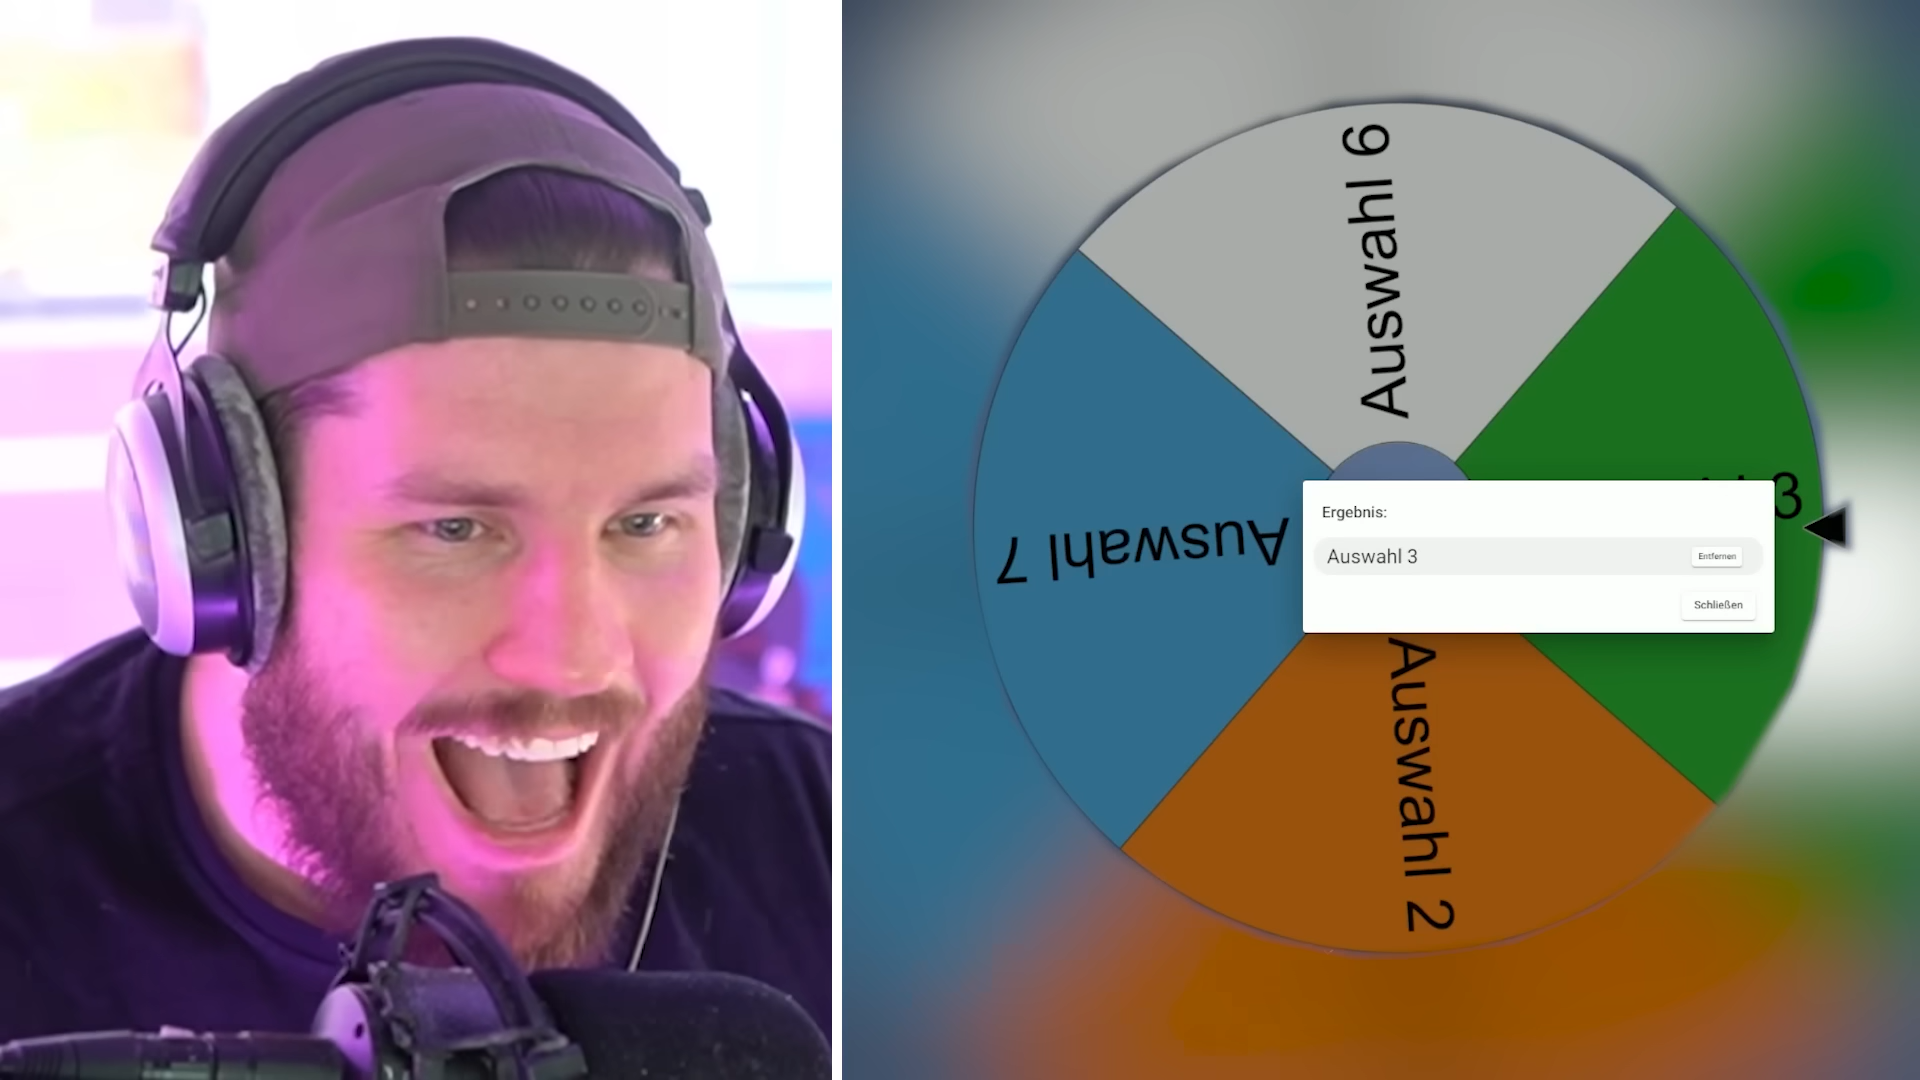 Auswahl 6
3
Auswahl 7
Auswahl 2
Ergebnis:
Auswahl 3
Entfernen
Schließen